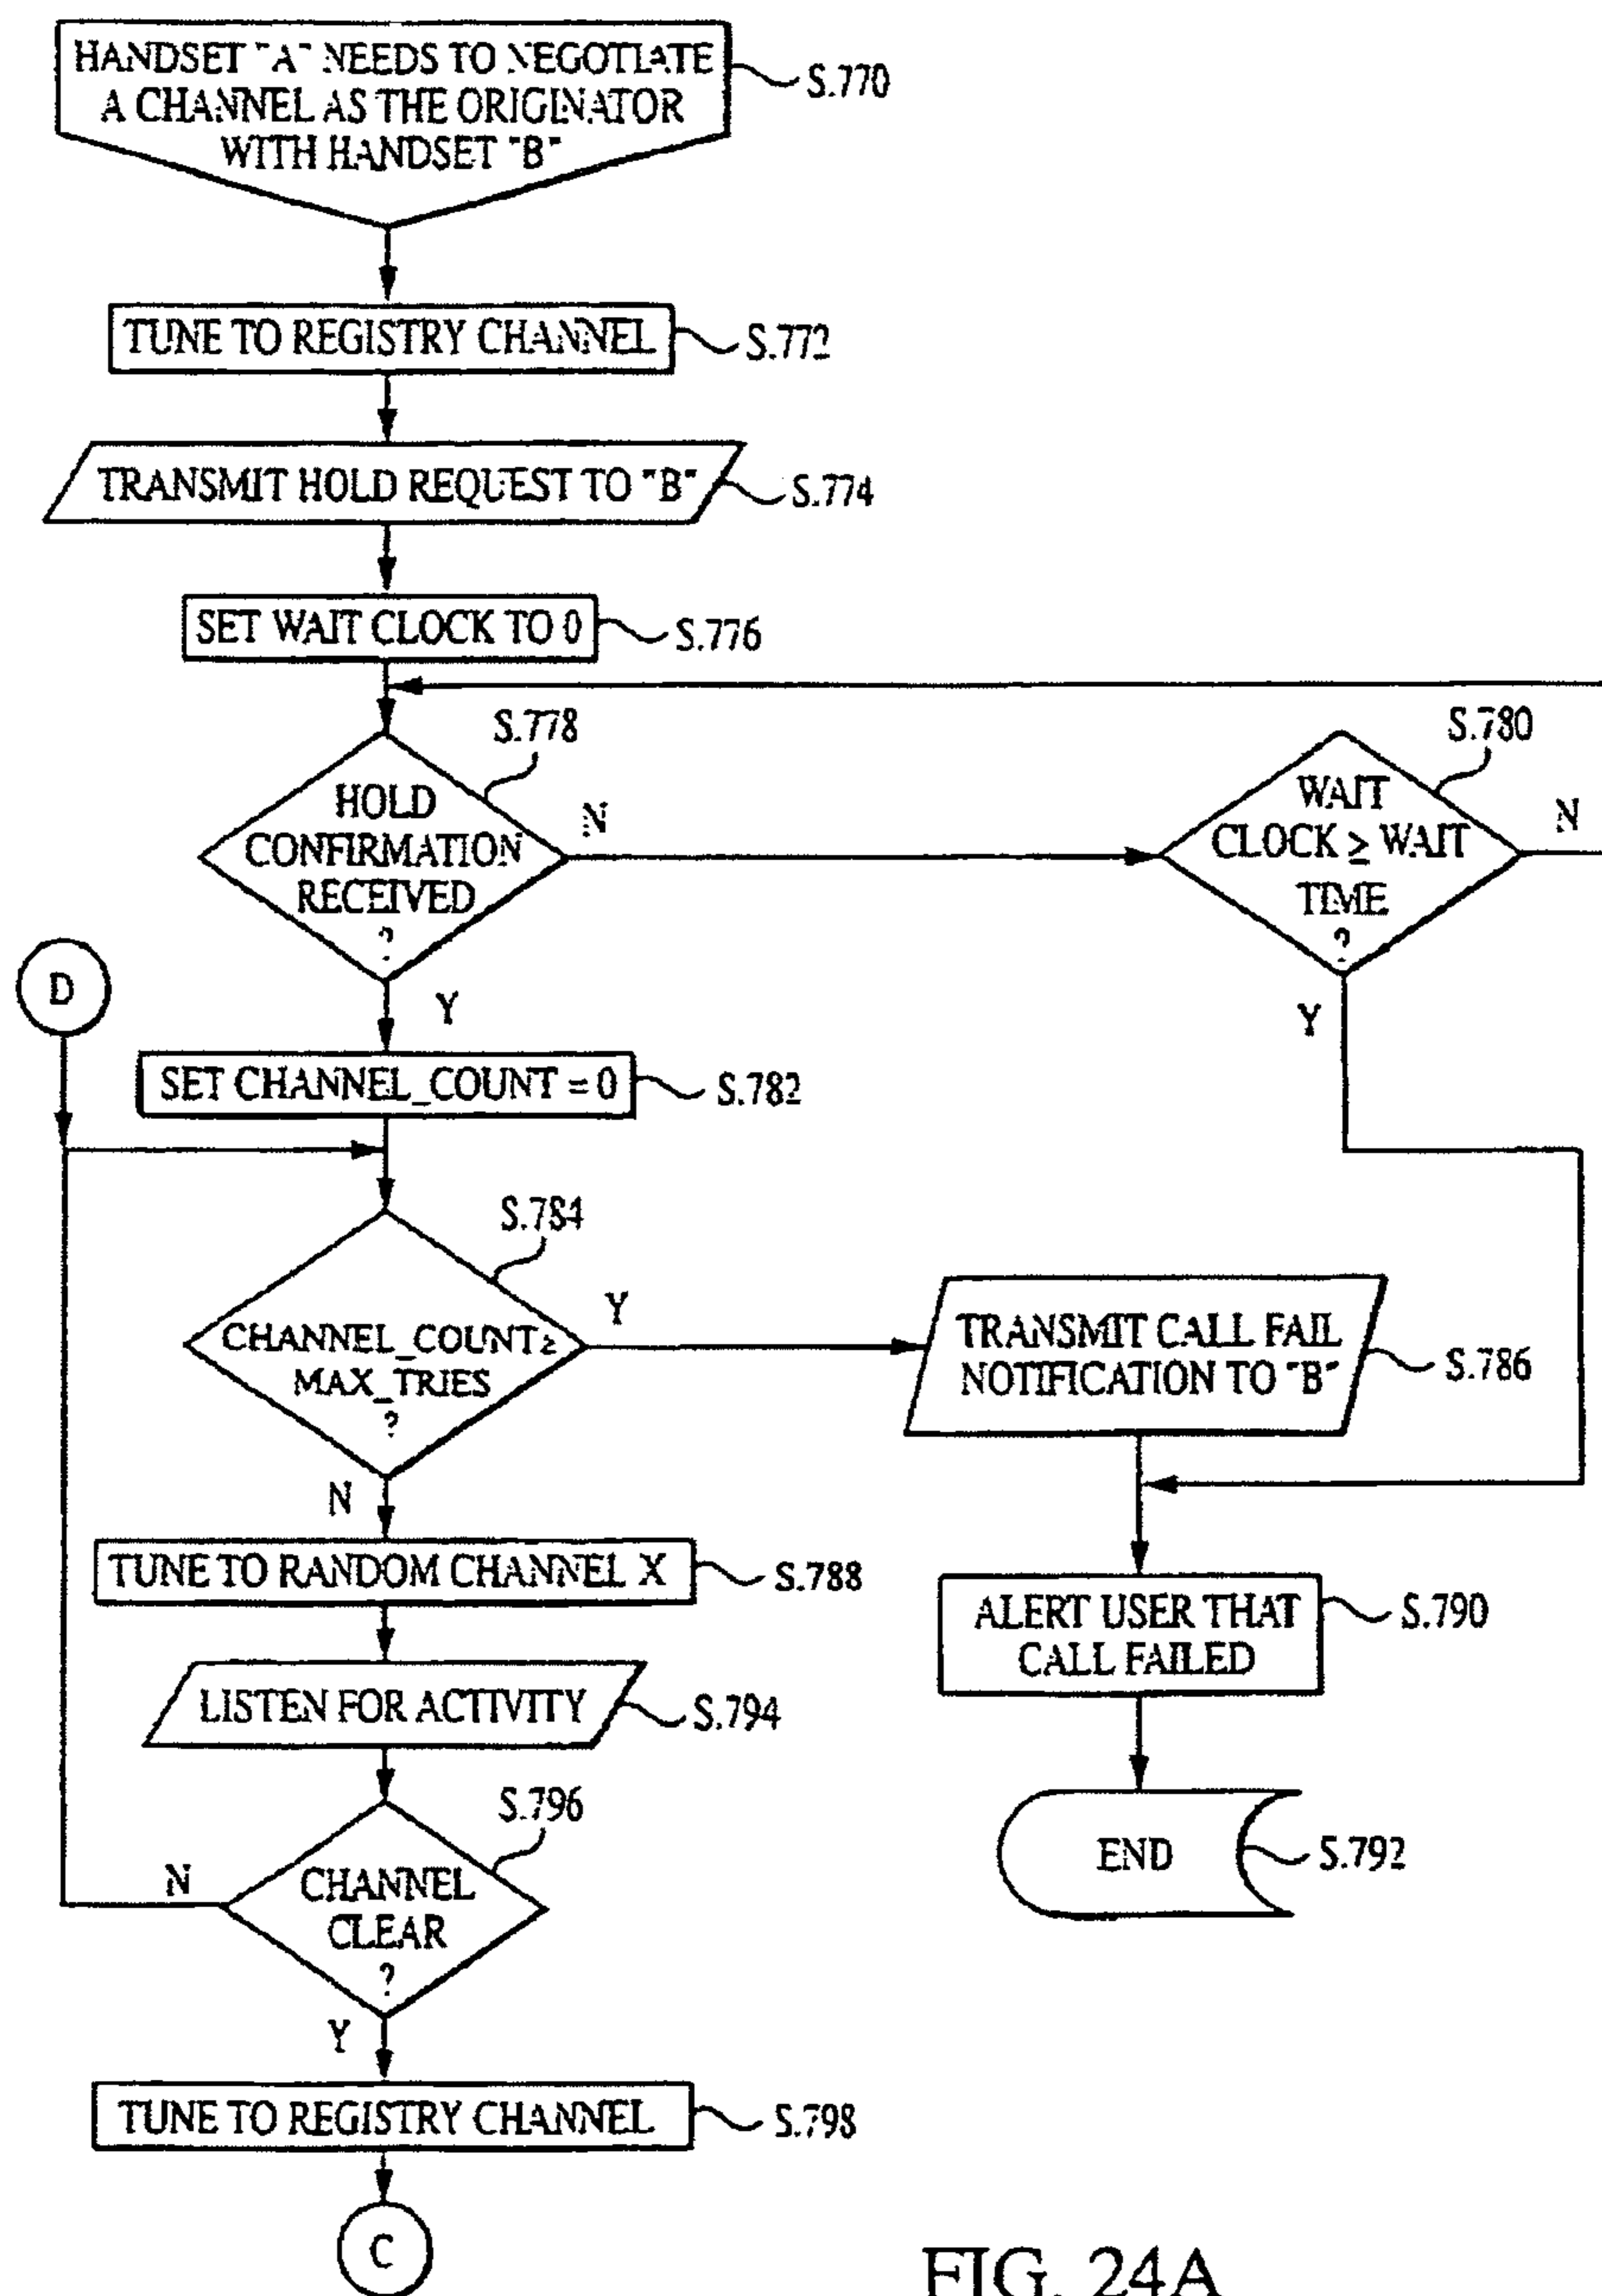 HANDSET "A" NEEDS TO NEGOTIATE
A CHANNEL AS THE ORIGINATOR
WITH HANDSET "B"
S.770
TUNE TO REGISTRY CHANNEL
S.772
TRANSMIT HOLD REQUEST TO "B"
S.774
SET WAIT CLOCK TO 0
S.776
S.778
HOLD
CONFIRMATION
RECEIVED
?
N
Y
S.780
WAIT
CLOCK ≥ WAIT
TIME
?
N
Y
D
SET CHANNEL_COUNT = 0
S.782
S.784
CHANNEL_COUNT ≥
MAX_TRIES
?
Y
N
TRANSMIT CALL FAIL
NOTIFICATION TO "B"
S.786
TUNE TO RANDOM CHANNEL X
S.788
ALERT USER THAT
CALL FAILED
S.790
LISTEN FOR ACTIVITY
S.794
S.796
CHANNEL
CLEAR
?
N
Y
END
S.792
TUNE TO REGISTRY CHANNEL
S.798
C
FIG. 24A